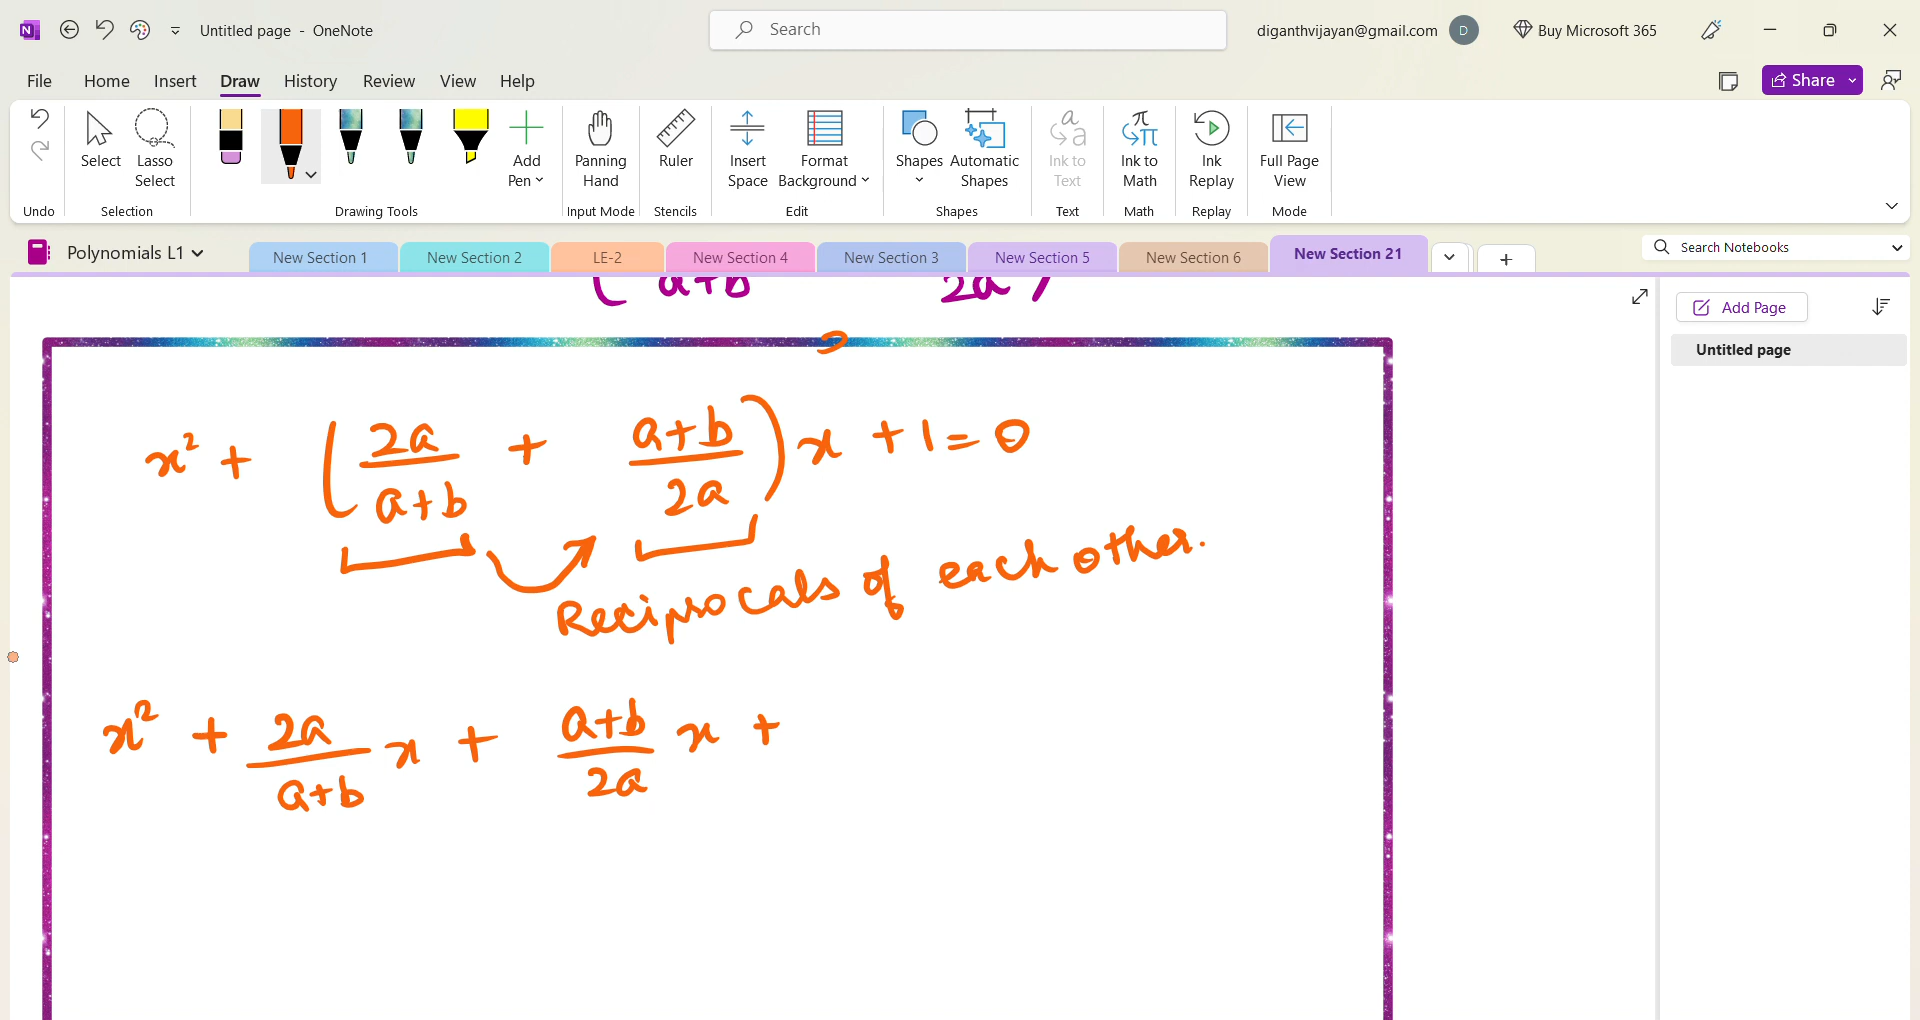 Untitled page - OneNote
Search
diganthvijayan@gmail.com
D
Buy Microsoft 365
File Home Insert Draw History Review View Help
Share
Select
Lasso Select
Add Pen
Panning Hand
Ruler
Insert Space
Format Background
Shapes
Automatic Shapes
Ink to Text
Ink to Math
Ink Replay
Full Page View
Undo Selection Drawing Tools Input Mode Stencils Edit Shapes Text Math Replay Mode
Polynomials L1
New Section 1 New Section 2 LE-2 New Section 4 New Section 3 New Section 5 New Section 6 New Section 21
Search Notebooks
Add Page
Untitled page
( a+b 2a )
x² + (2a/a+b + a+b/2a) x + 1 = 0
Reciprocals of each other.
x² + 2a/a+b x + a+b/2a x +